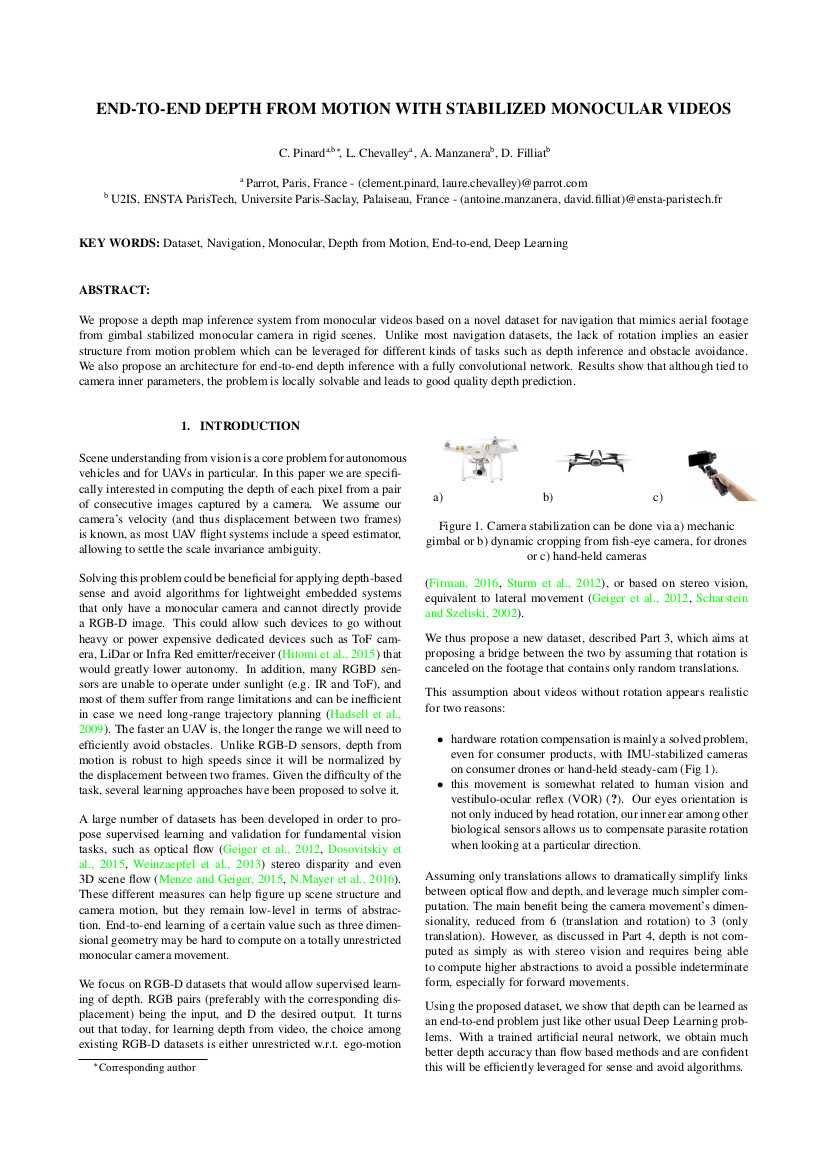 END-TO-END DEPTH FROM MOTION WITH STABILIZED MONOCULAR VIDEOS
C. Pinard^{a,b*}, L. Chevalley^a, A. Manzanera^b, D. Filliat^b
^a Parrot, Paris, France - (clement.pinard, laure.chevalley)@parrot.com
^b U2IS, ENSTA ParisTech, Universite Paris-Saclay, Palaiseau, France - (antoine.manzanera, david.filliat)@ensta-paristech.fr
KEY WORDS: Dataset, Navigation, Monocular, Depth from Motion, End-to-end, Deep Learning
ABSTRACT:
We propose a depth map inference system from monocular videos based on a novel dataset for navigation that mimics aerial footage
from gimbal stabilized monocular camera in rigid scenes. Unlike most navigation datasets, the lack of rotation implies an easier
structure from motion problem which can be leveraged for different kinds of tasks such as depth inference and obstacle avoidance.
We also propose an architecture for end-to-end depth inference with a fully convolutional network. Results show that although tied to
camera inner parameters, the problem is locally solvable and leads to good quality depth prediction.
1. INTRODUCTION
Scene understanding from vision is a core problem for autonomous
vehicles and for UAVs in particular. In this paper we are specifi-
cally interested in computing the depth of each pixel from a pair
of consecutive images captured by a camera. We assume our
camera's velocity (and thus displacement between two frames)
is known, as most UAV flight systems include a speed estimator,
allowing to settle the scale invariance ambiguity.
Solving this problem could be beneficial for applying depth-based
sense and avoid algorithms for lightweight embedded systems
that only have a monocular camera and cannot directly provide
a RGB-D image. This could allow such devices to go without
heavy or power expensive dedicated devices such as ToF cam-
era, LiDar or Infra Red emitter/receiver (Hitomi et al., 2015) that
would greatly lower autonomy. In addition, many RGBD sen-
sors are unable to operate under sunlight (e.g. IR and ToF), and
most of them suffer from range limitations and can be inefficient
in case we need long-range trajectory planning (Hadsell et al.,
2009). The faster an UAV is, the longer the range we will need to
efficiently avoid obstacles. Unlike RGB-D sensors, depth from
motion is robust to high speeds since it will be normalized by
the displacement between two frames. Given the difficulty of the
task, several learning approaches have been proposed to solve it.
A large number of datasets has been developed in order to pro-
pose supervised learning and validation for fundamental vision
tasks, such as optical flow (Geiger et al., 2012, Dosovitskiy et
al., 2015, Weinzaepfel et al., 2013) stereo disparity and even
3D scene flow (Menze and Geiger, 2015, N.Mayer et al., 2016).
These different measures can help figure up scene structure and
camera motion, but they remain low-level in terms of abstrac-
tion. End-to-end learning of a certain value such as three dimen-
sional geometry may be hard to compute on a totally unrestricted
monocular camera movement.
We focus on RGB-D datasets that would allow supervised learn-
ing of depth. RGB pairs (preferably with the corresponding dis-
placement) being the input, and D the desired output. It turns
out that today, for learning depth from video, the choice among
existing RGB-D datasets is either unrestricted w.r.t. ego-motion
*Corresponding author
a) b) c)
Figure 1. Camera stabilization can be done via a) mechanic
gimbal or b) dynamic cropping from fish-eye camera, for drones
or c) hand-held cameras
(Firman, 2016, Sturm et al., 2012), or based on stereo vision,
equivalent to lateral movement (Geiger et al., 2012, Scharstein
and Szeliski, 2002).
We thus propose a new dataset, described Part 3, which aims at
proposing a bridge between the two by assuming that rotation is
canceled on the footage that contains only random translations.
This assumption about videos without rotation appears realistic
for two reasons:
• hardware rotation compensation is mainly a solved problem,
even for consumer products, with IMU-stabilized cameras
on consumer drones or hand-held steady-cam (Fig 1).
• this movement is somewhat related to human vision and
vestibulo-ocular reflex (VOR) (?). Our eyes orientation is
not only induced by head rotation, our inner ear among other
biological sensors allows us to compensate parasite rotation
when looking at a particular direction.
Assuming only translations allows to dramatically simplify links
between optical flow and depth, and leverage much simpler com-
putation. The main benefit being the camera movement's dimen-
sionality, reduced from 6 (translation and rotation) to 3 (only
translation). However, as discussed in Part 4, depth is not com-
puted as simply as with stereo vision and requires being able
to compute higher abstractions to avoid a possible indeterminate
form, especially for forward movements.
Using the proposed dataset, we show that depth can be learned as
an end-to-end problem just like other usual Deep Learning prob-
lems. With a trained artificial neural network, we obtain much
better depth accuracy than flow based methods and are confident
this will be efficiently leveraged for sense and avoid algorithms.